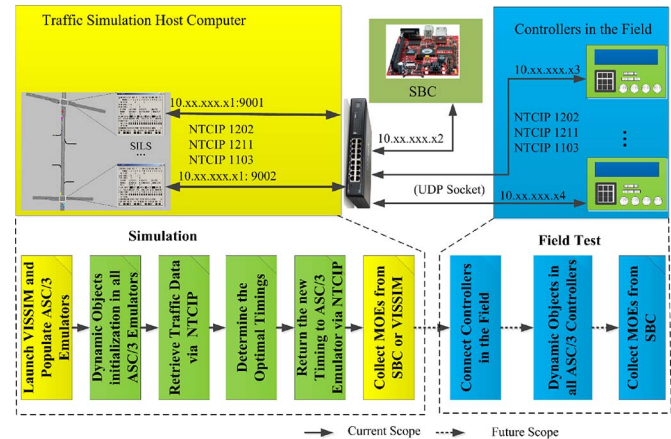 Traffic Simulation Host Computer
Controllers in the Field
SBC
10.xx.xxx.x1:9001
SILS
...
NTCIP 1202
NTCIP 1211
NTCIP 1103
10.xx.xxx.x1: 9002
10.xx.xxx.x2
10.xx.xxx.x3
NTCIP 1202
NTCIP 1211
NTCIP 1103
...
(UDP Socket)
10.xx.xxx.x4
Simulation
Field Test
Launch VISSIM and
Populate ASC/3
Emulators
Dynamic Objects
initialization in all
ASC/3 Emulators
Retrieve Traffic Data
via NTCIP
Determine the
Optimal Timings
Return the new
Timing to ASC/3
Emulator via NTCIP
Collect MOEs from
SBC or VISSIM
Connect Controllers
in the Field
Dynamic Objects in
all ASC/3 Controllers
Collect MOEs from
SBC
Current Scope
Future Scope